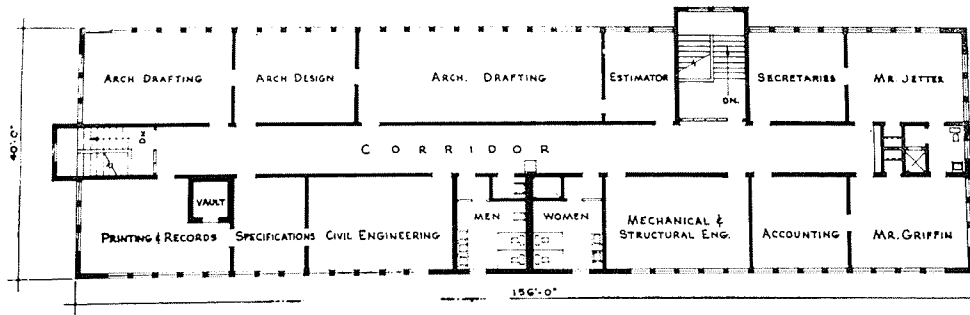 ARCH DRAFTING
ARCH DESIGN
ARCH. DRAFTING
ESTIMATOR
DN.
SECRETARIES
MR. JETTER
40'-0"
DN
CORRIDOR
VAULT
PRINTING & RECORDS
SPECIFICATIONS
CIVIL ENGINEERING
MEN
WOMEN
MECHANICAL &
STRUCTURAL ENG.
ACCOUNTING
MR. GRIFFIN
156'-0"